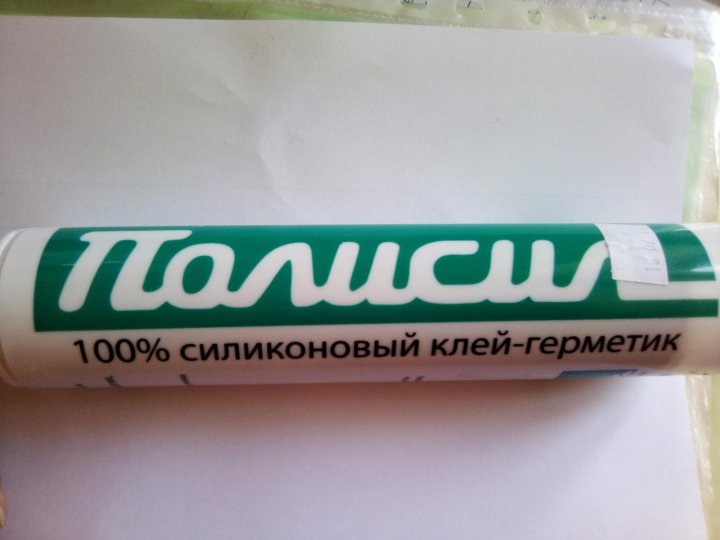 Полисил
100% силиконовый клей-герметик